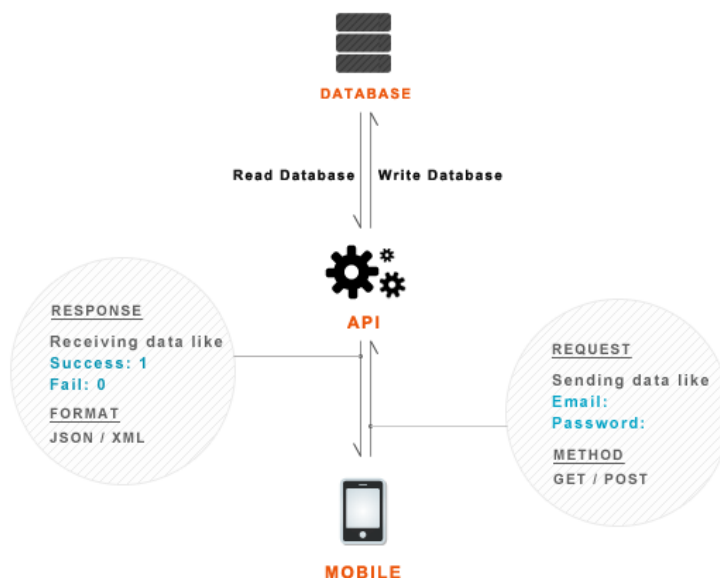 DATABASE
Read Database
Write Database
API
RESPONSE
Receiving data like
Success: 1
Fail: 0
FORMAT
JSON / XML
REQUEST
Sending data like
Email:
Password:
METHOD
GET / POST
MOBILE